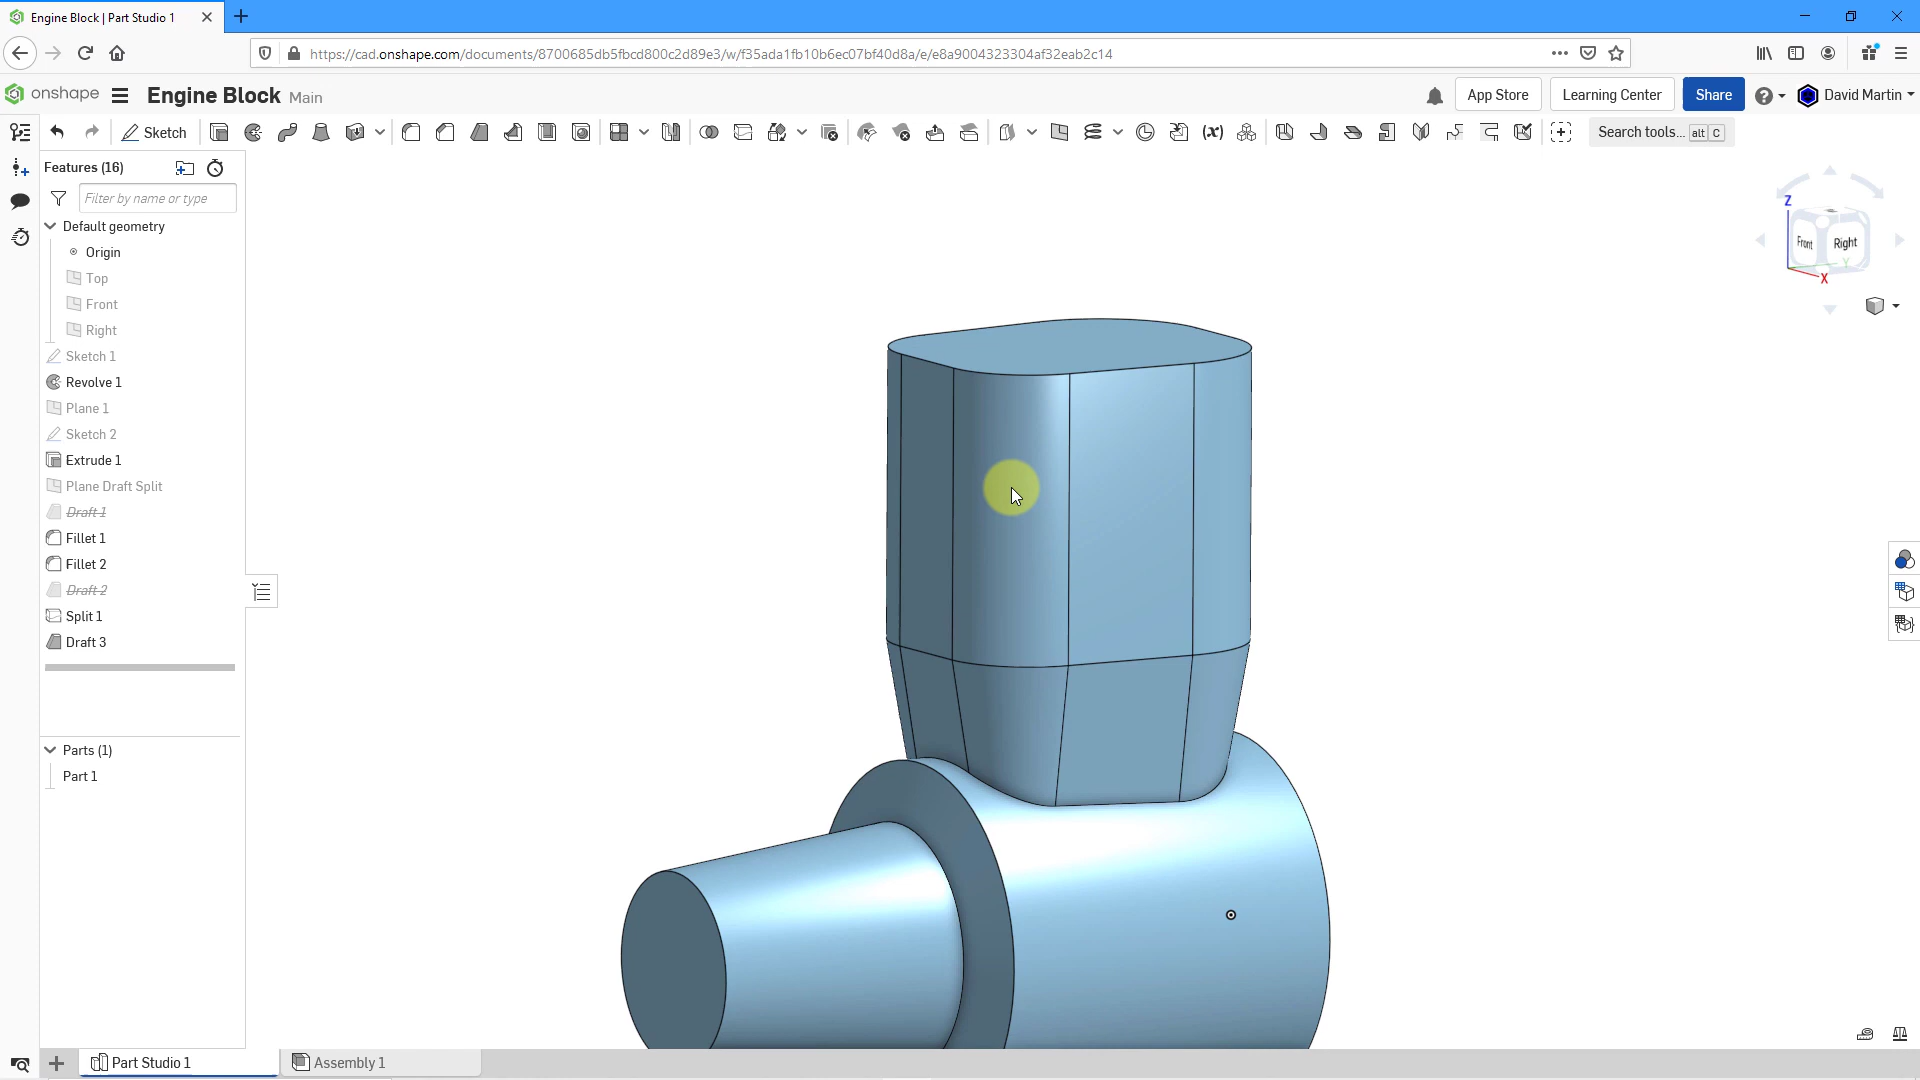 Engine Block | Part Studio 1
https://cad.onshape.com/documents/8700685db5fbcd800c2d89e3/w/f35ada1fb10b6ec07bf40d8a/e/e8a9004323304af32eab2c14
onshape Engine Block Main App Store Learning Center Share David Martin
Sketch Search tools... alt C
Features (16)
Filter by name or type
Default geometry
Origin
Top
Front
Right
Sketch 1
Revolve 1
Plane 1
Sketch 2
Extrude 1
Plane Draft Split
Draft 1
Fillet 1
Fillet 2
Draft 2
Split 1
Draft 3
Parts (1)
Part 1
Z
Front Right
Y
X
Part Studio 1 Assembly 1